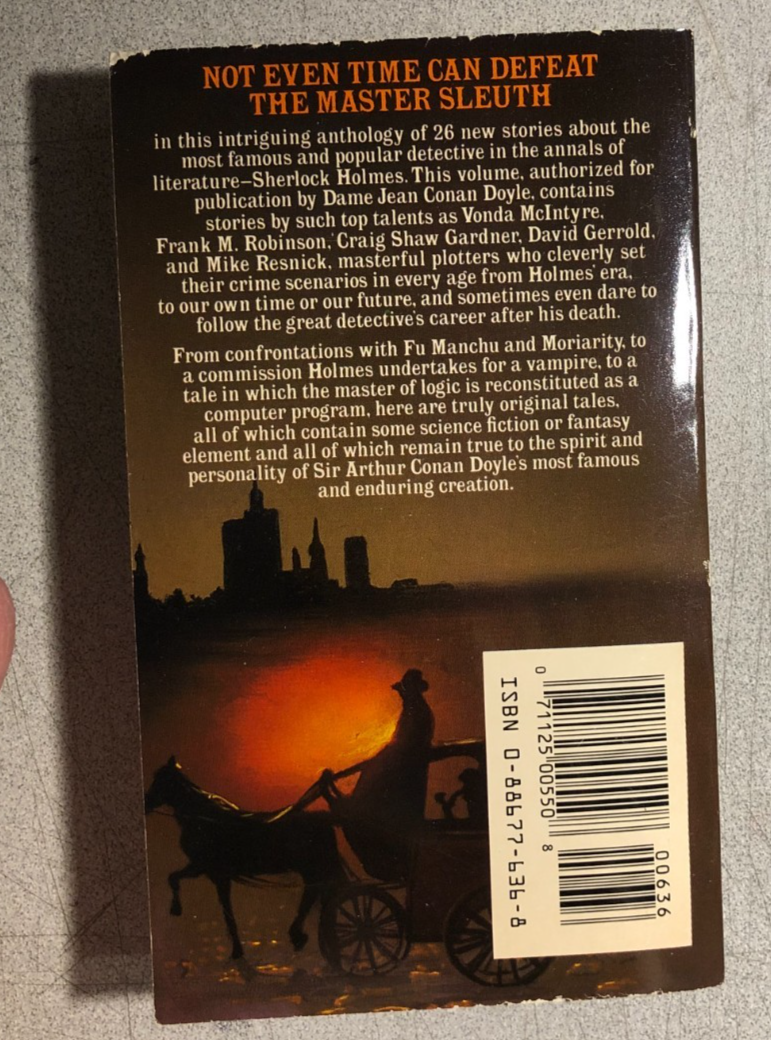 NOT EVEN TIME CAN DEFEAT
THE MASTER SLEUTH
in this intriguing anthology of 26 new stories about the
most famous and popular detective in the annals of
literature—Sherlock Holmes. This volume, authorized for
publication by Dame Jean Conan Doyle, contains
stories by such top talents as Vonda McIntyre,
Frank M. Robinson, Craig Shaw Gardner, David Gerrold,
and Mike Resnick, masterful plotters who cleverly set
their crime scenarios in every age from Holmes' era,
to our own time or our future, and sometimes even dare to
follow the great detective's career after his death.
From confrontations with Fu Manchu and Moriarity, to
a commission Holmes undertakes for a vampire, to a
tale in which the master of logic is reconstituted as a
computer program, here are truly original tales,
all of which contain some science fiction or fantasy
element and all of which remain true to the spirit and
personality of Sir Arthur Conan Doyle's most famous
and enduring creation.
0 71125 00550 8
00636
ISBN 0-88677-636-8